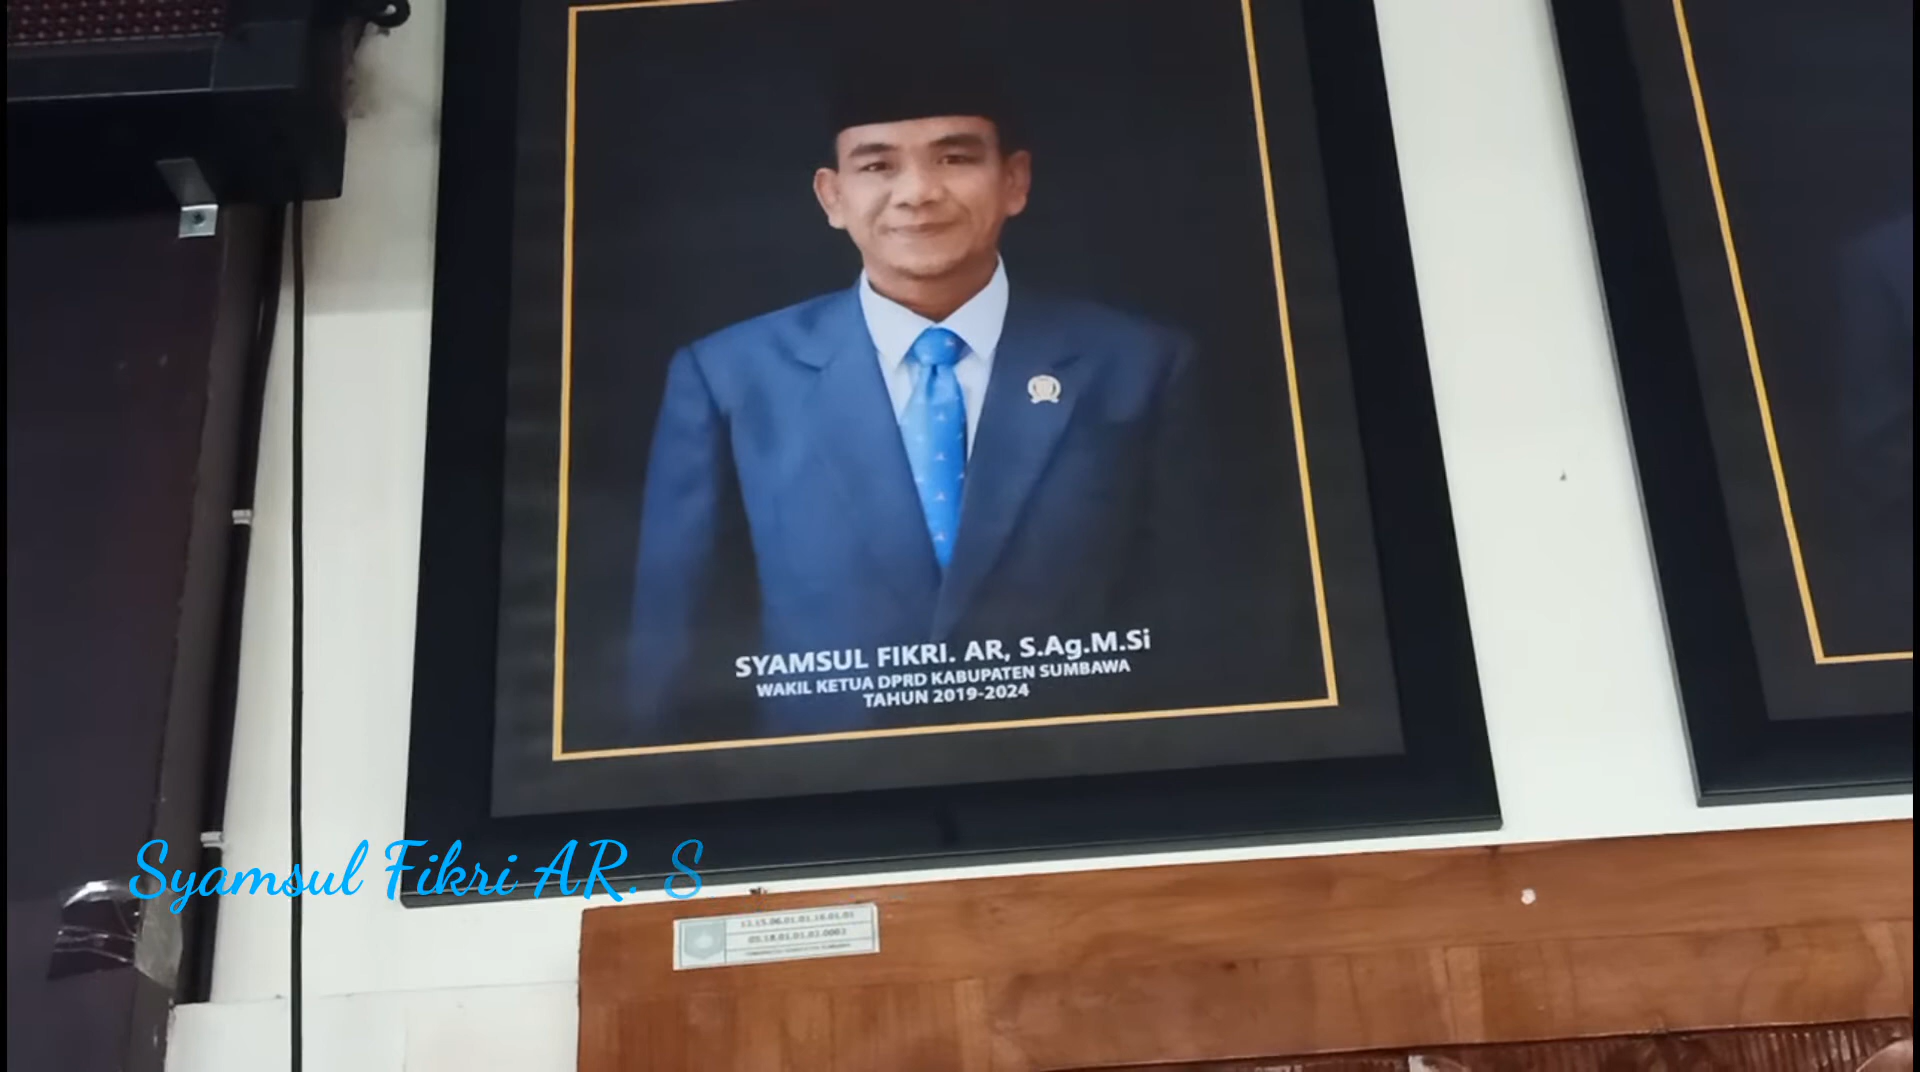 SYAMSUL FIKRI. AR, S.Ag.M.Si
WAKIL KETUA DPRD KABUPATEN SUMBAWA
TAHUN 2019-2024
Syamsul Fikri AR. S